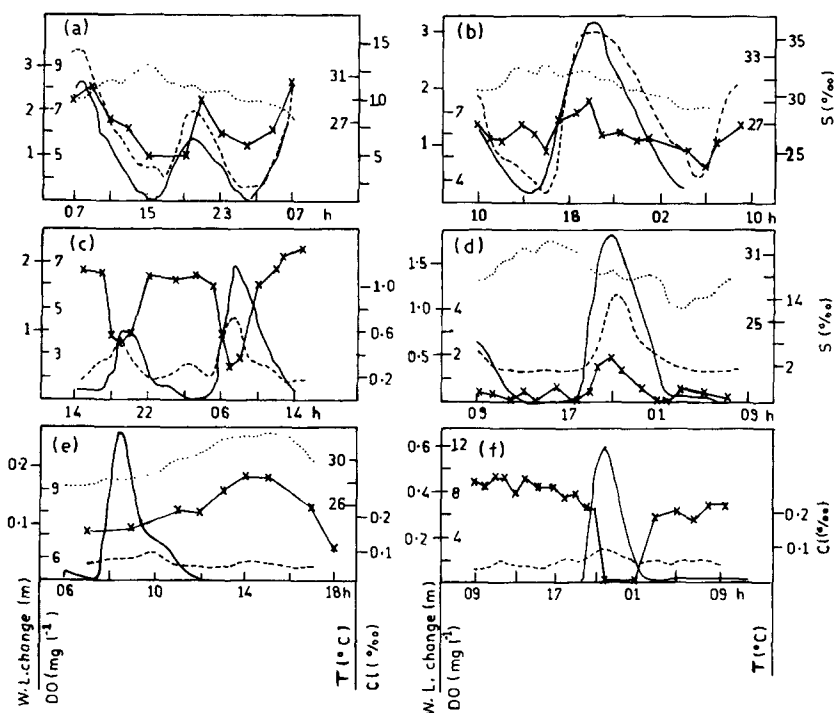 (a)
3
9
2
7
1
5
15
31
10
27
5
07 15 23 07 h
(b)
3
2
7
1
4
35
33
30
27
25
S (‰)
10 18 02 10 h
(c)
2
7
5
1
3
1.0
0.6
0.2
14 22 06 14 h
(d)
1.5
1.0
4
0.5
2
31
14
25
2
S (‰)
09 17 01 03 h
(e)
0.2
9
0.1
6
30
26
0.2
0.1
06 10 14 18 h
W.L. change (m)
DO (mg l⁻¹)
T (°C)
Cl (‰)
(f)
0.6
12
0.4
8
0.2
4
0.2
0.1
Cl (‰)
09 17 01 09 h
W.L. change (m)
DO (mg l⁻¹)
T (°C)